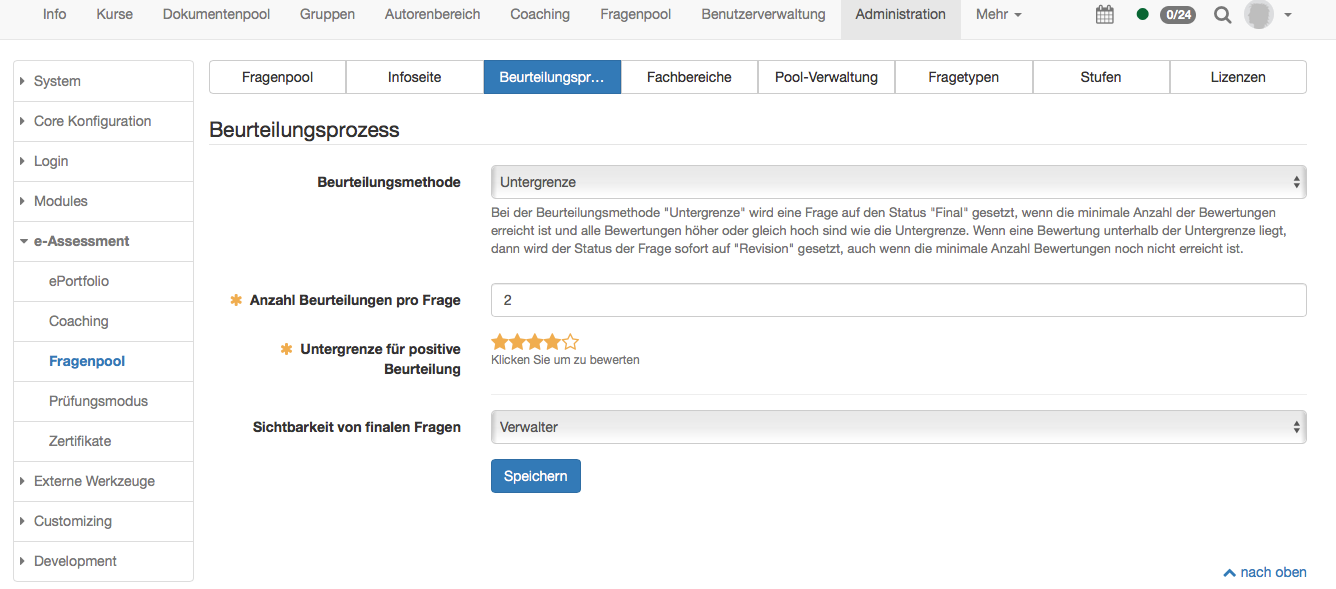 Info Kurse Dokumentenpool Gruppen Autorenbereich Coaching Fragenpool Benutzerverwaltung Administration Mehr 0/24
System
Core Konfiguration
Login
Modules
e-Assessment
ePortfolio
Coaching
Fragenpool
Prüfungsmodus
Zertifikate
Externe Werkzeuge
Customizing
Development
Fragenpool Infoseite Beurteilungspr... Fachbereiche Pool-Verwaltung Fragetypen Stufen Lizenzen
Beurteilungsprozess
Beurteilungsmethode Untergrenze
Bei der Beurteilungsmethode "Untergrenze" wird eine Frage auf den Status "Final" gesetzt, wenn die minimale Anzahl der Bewertungen
erreicht ist und alle Bewertungen höher oder gleich hoch sind wie die Untergrenze. Wenn eine Bewertung unterhalb der Untergrenze liegt,
dann wird der Status der Frage sofort auf "Revision" gesetzt, auch wenn die minimale Anzahl Bewertungen noch nicht erreicht ist.
Anzahl Beurteilungen pro Frage 2
Untergrenze für positive
Beurteilung
Klicken Sie um zu bewerten
Sichtbarkeit von finalen Fragen Verwalter
Speichern
nach oben